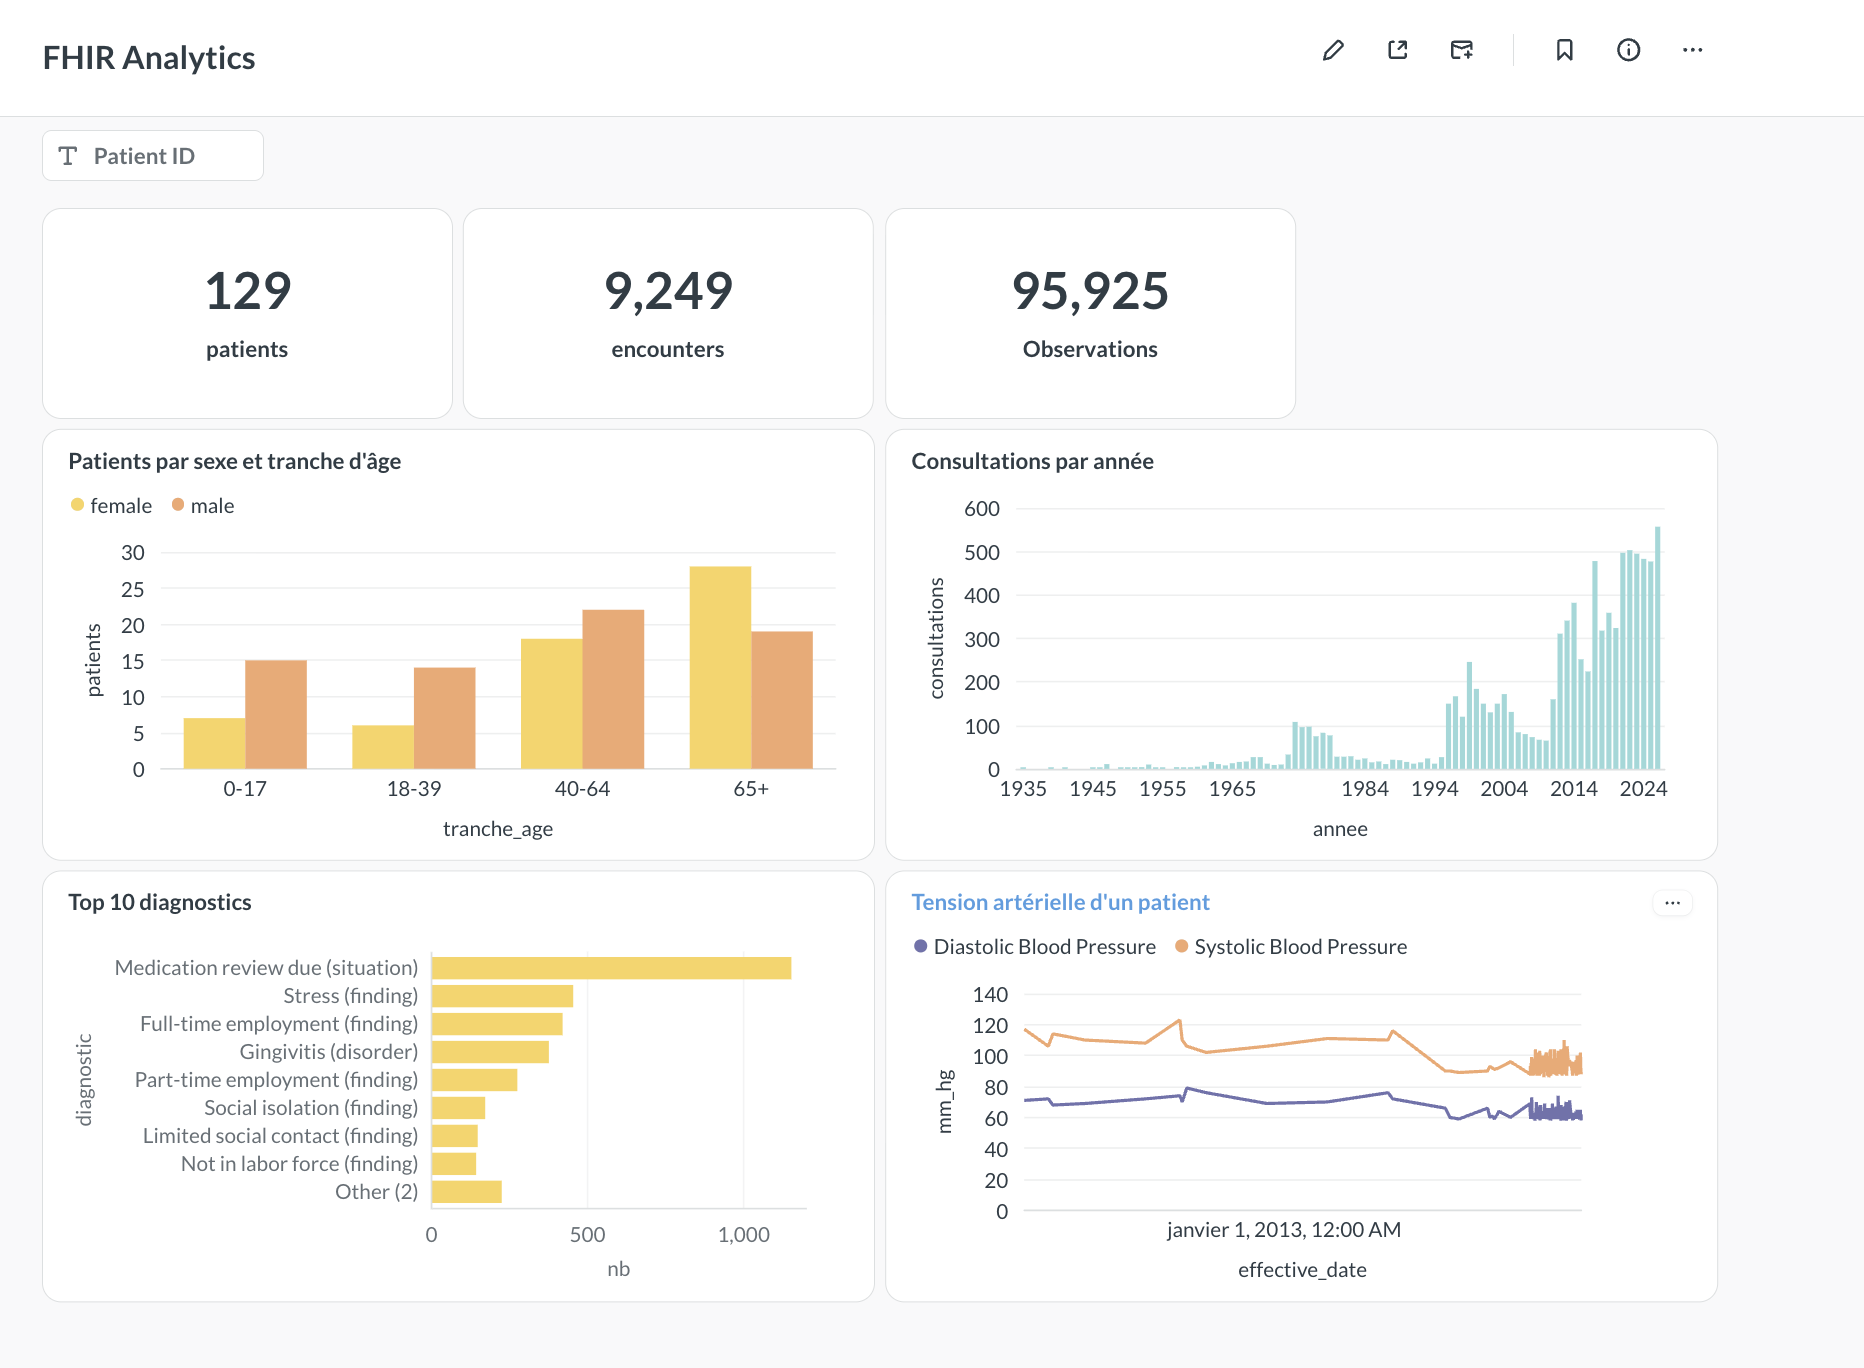 FHIR Analytics
Patient ID
129
patients
9,249
encounters
95,925
Observations
Patients par sexe et tranche d'âge
female male
30
25
20
15
10
5
0
patients
0-17 18-39 40-64 65+
tranche_age
Consultations par année
600
500
400
300
200
100
0
consultations
1935 1945 1955 1965 1984 1994 2004 2014 2024
annee
Top 10 diagnostics
diagnostic
Medication review due (situation)
Stress (finding)
Full-time employment (finding)
Gingivitis (disorder)
Part-time employment (finding)
Social isolation (finding)
Limited social contact (finding)
Not in labor force (finding)
Other (2)
0 500 1,000
nb
Tension artérielle d'un patient
Diastolic Blood Pressure Systolic Blood Pressure
140
120
100
80
60
40
20
0
mm_hg
janvier 1, 2013, 12:00 AM
effective_date